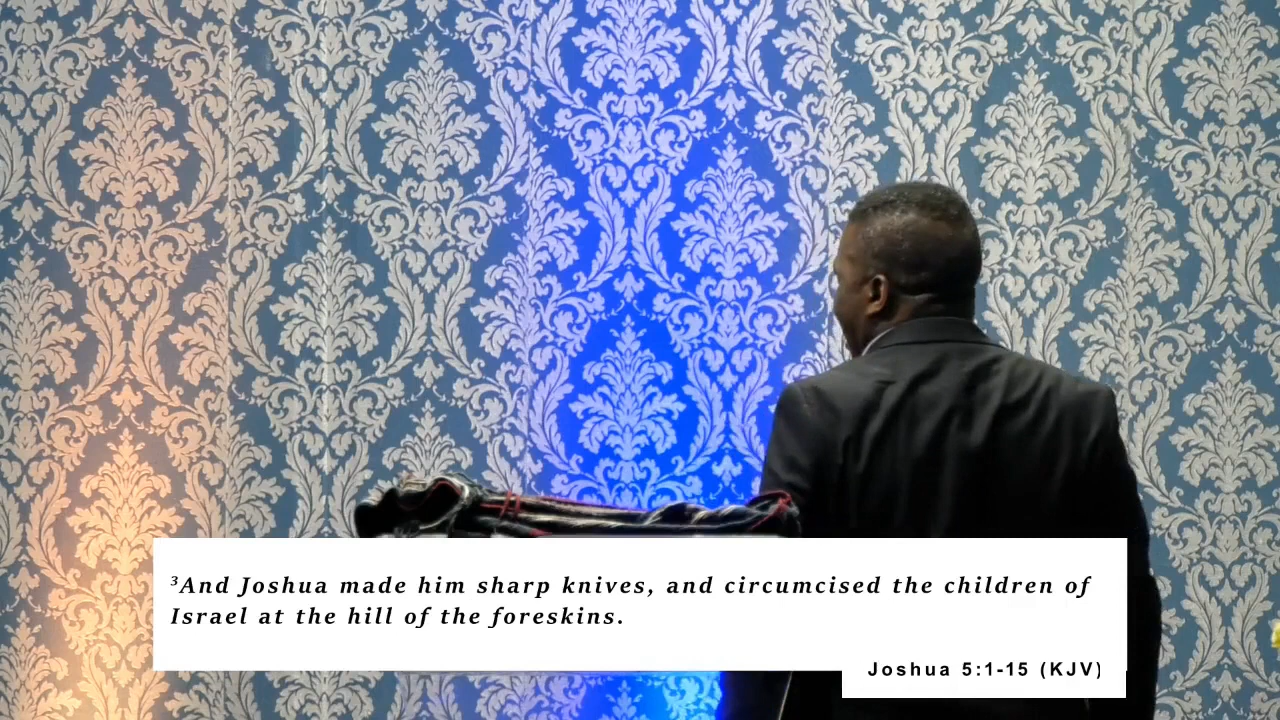 ³And Joshua made him sharp knives, and circumcised the children of
Israel at the hill of the foreskins.
Joshua 5:1-15 (KJV)